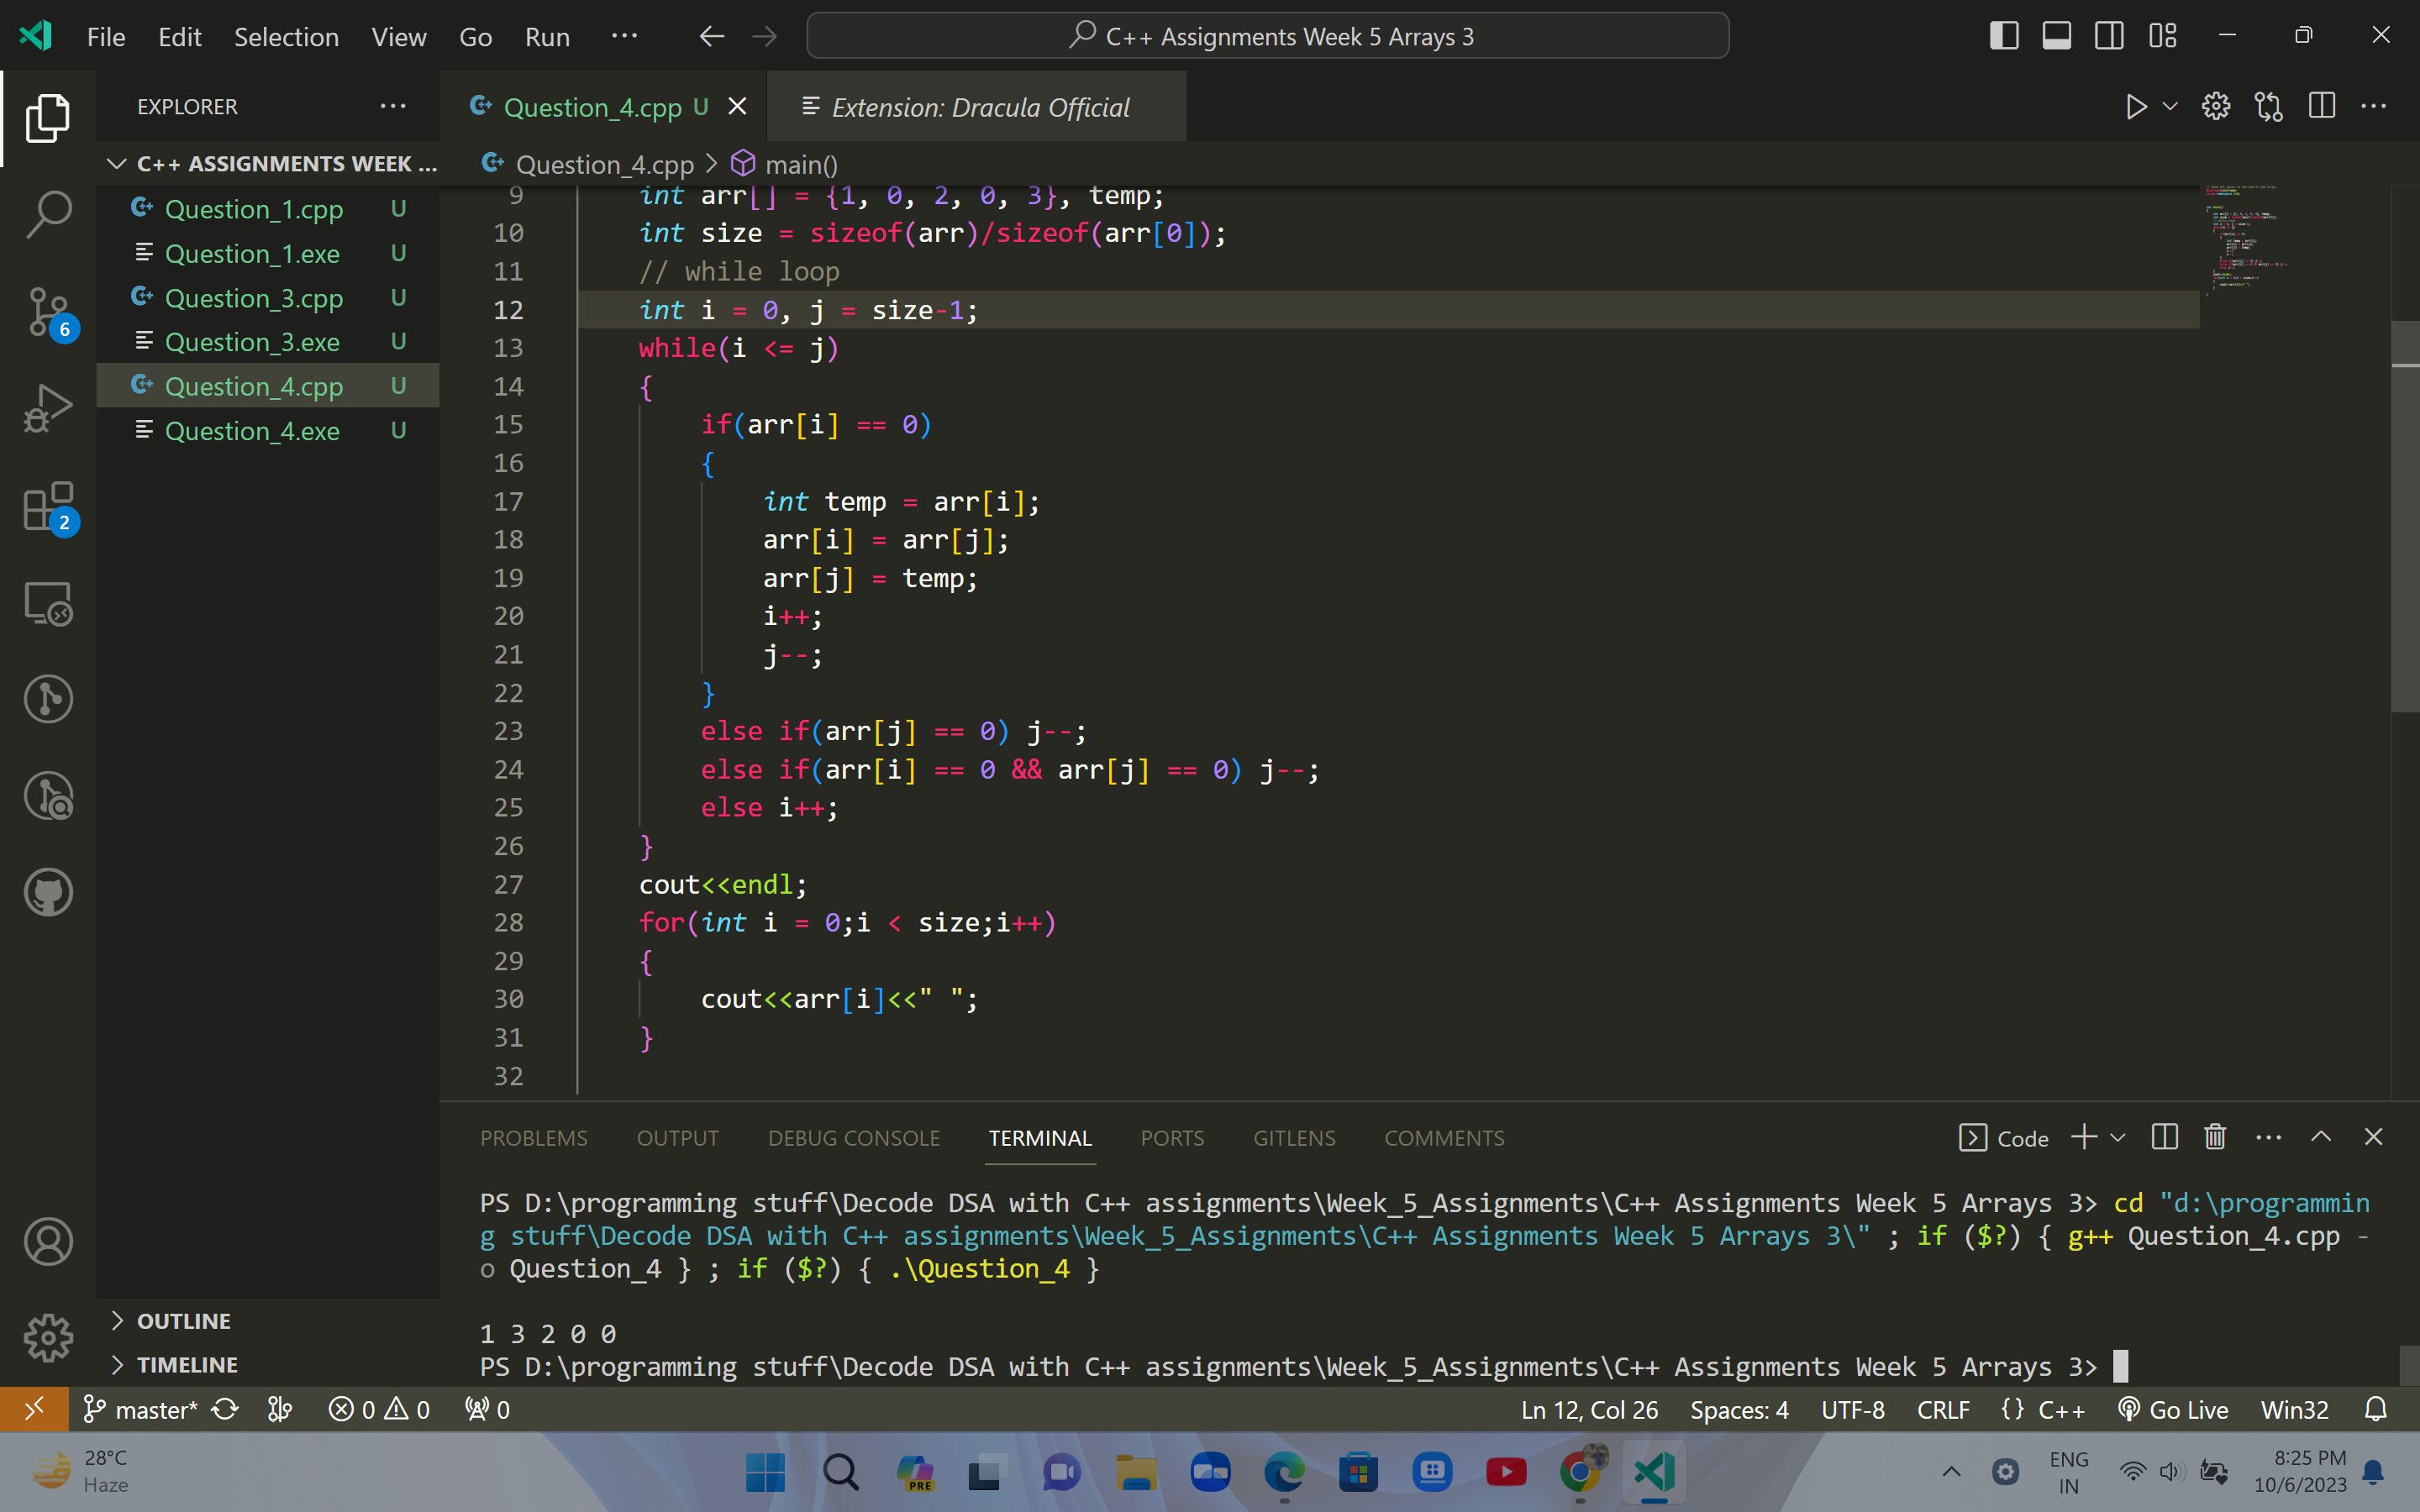 File Edit Selection View Go Run ··· C++ Assignments Week 5 Arrays 3
EXPLORER
Question_4.cpp U
Extension: Dracula Official
C++ ASSIGNMENTS WEEK ...
Question_4.cpp > main()
Question_1.cpp U
Question_1.exe U
Question_3.cpp U
Question_3.exe U
Question_4.cpp U
Question_4.exe U
6
2
9 int arr[] = {1, 0, 2, 0, 3}, temp;
10 int size = sizeof(arr)/sizeof(arr[0]);
11 // while loop
12 int i = 0, j = size-1;
13 while(i <= j)
14 {
15 if(arr[i] == 0)
16 {
17 int temp = arr[i];
18 arr[i] = arr[j];
19 arr[j] = temp;
20 i++;
21 j--;
22 }
23 else if(arr[j] == 0) j--;
24 else if(arr[i] == 0 && arr[j] == 0) j--;
25 else i++;
26 }
27 cout<<endl;
28 for(int i = 0;i < size;i++)
29 {
30 cout<<arr[i]<<" ";
31 }
32
OUTLINE
TIMELINE
PROBLEMS OUTPUT DEBUG CONSOLE TERMINAL PORTS GITLENS COMMENTS Code
PS D:\programming stuff\Decode DSA with C++ assignments\Week_5_Assignments\C++ Assignments Week 5 Arrays 3> cd "d:\programmin
g stuff\Decode DSA with C++ assignments\Week_5_Assignments\C++ Assignments Week 5 Arrays 3\" ; if ($?) { g++ Question_4.cpp -
o Question_4 } ; if ($?) { .\Question_4 }
1 3 2 0 0
PS D:\programming stuff\Decode DSA with C++ assignments\Week_5_Assignments\C++ Assignments Week 5 Arrays 3>
master* 0 0 0 Ln 12, Col 26 Spaces: 4 UTF-8 CRLF {} C++ Go Live Win32
28°C
Haze
PRE
ENG
IN
8:25 PM
10/6/2023